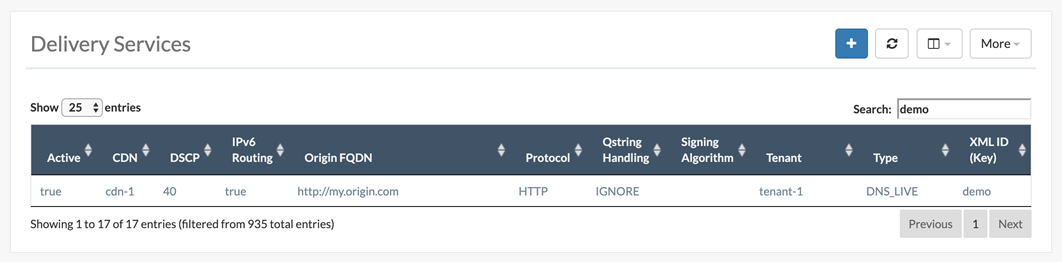 Delivery Services
+ More
Show 25 entries
Search: demo
Active CDN DSCP IPv6 Routing Origin FQDN Protocol Qstring Handling Signing Algorithm Tenant Type XML ID (Key)
true cdn-1 40 true http://my.origin.com HTTP IGNORE tenant-1 DNS_LIVE demo
Showing 1 to 17 of 17 entries (filtered from 935 total entries)
Previous 1 Next